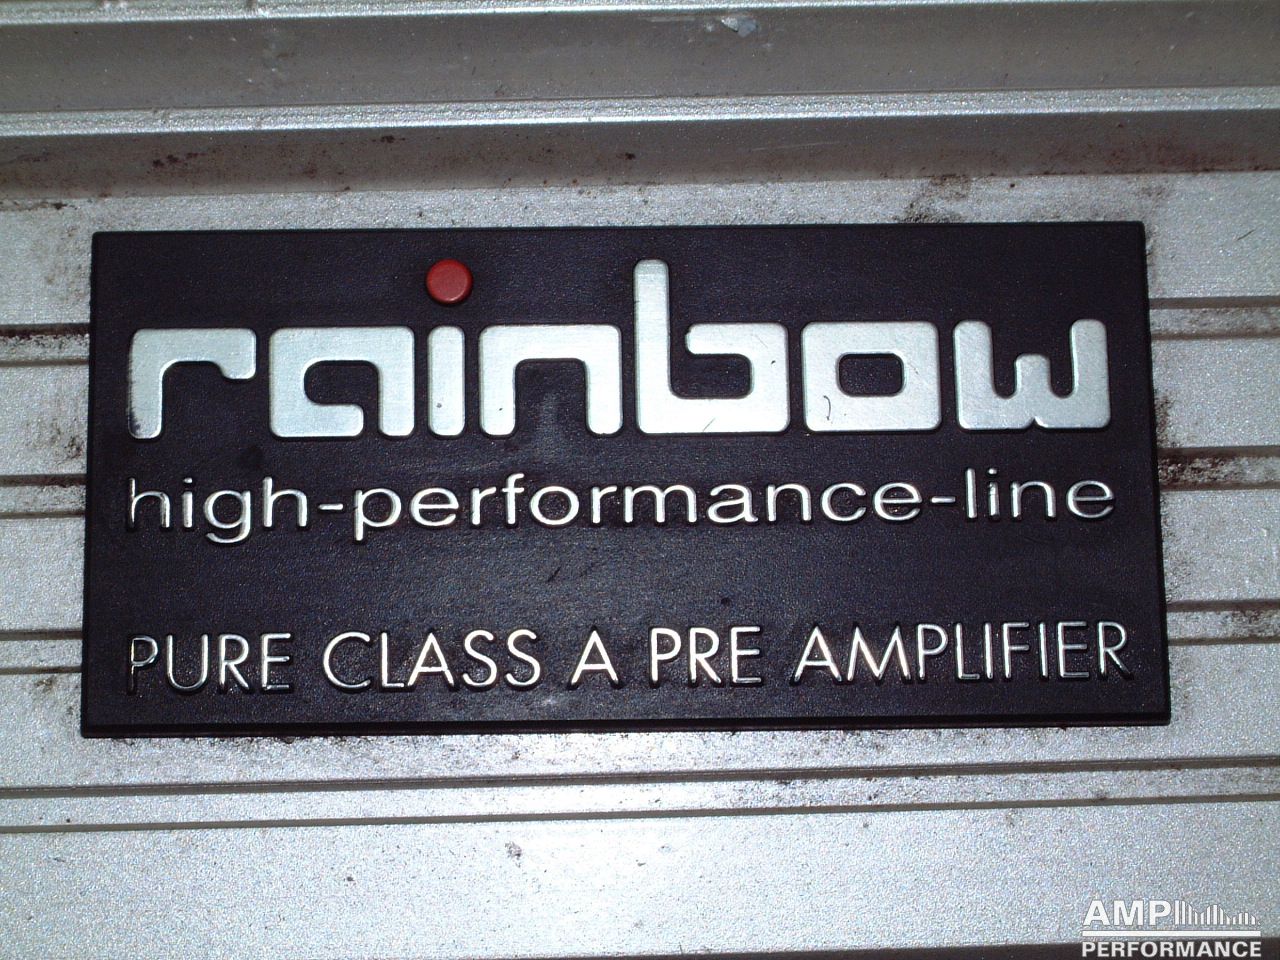 rainbow
high-performance-line
PURE CLASS A PRE AMPLIFIER
AMP
PERFORMANCE